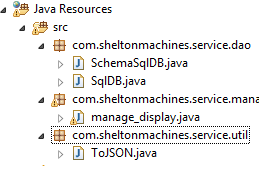 Java Resources
src
com.sheltonmachines.service.dao
SchemaSqlDB.java
SqlDB.java
com.sheltonmachines.service.mana
manage_display.java
com.sheltonmachines.service.util
ToJSON.java